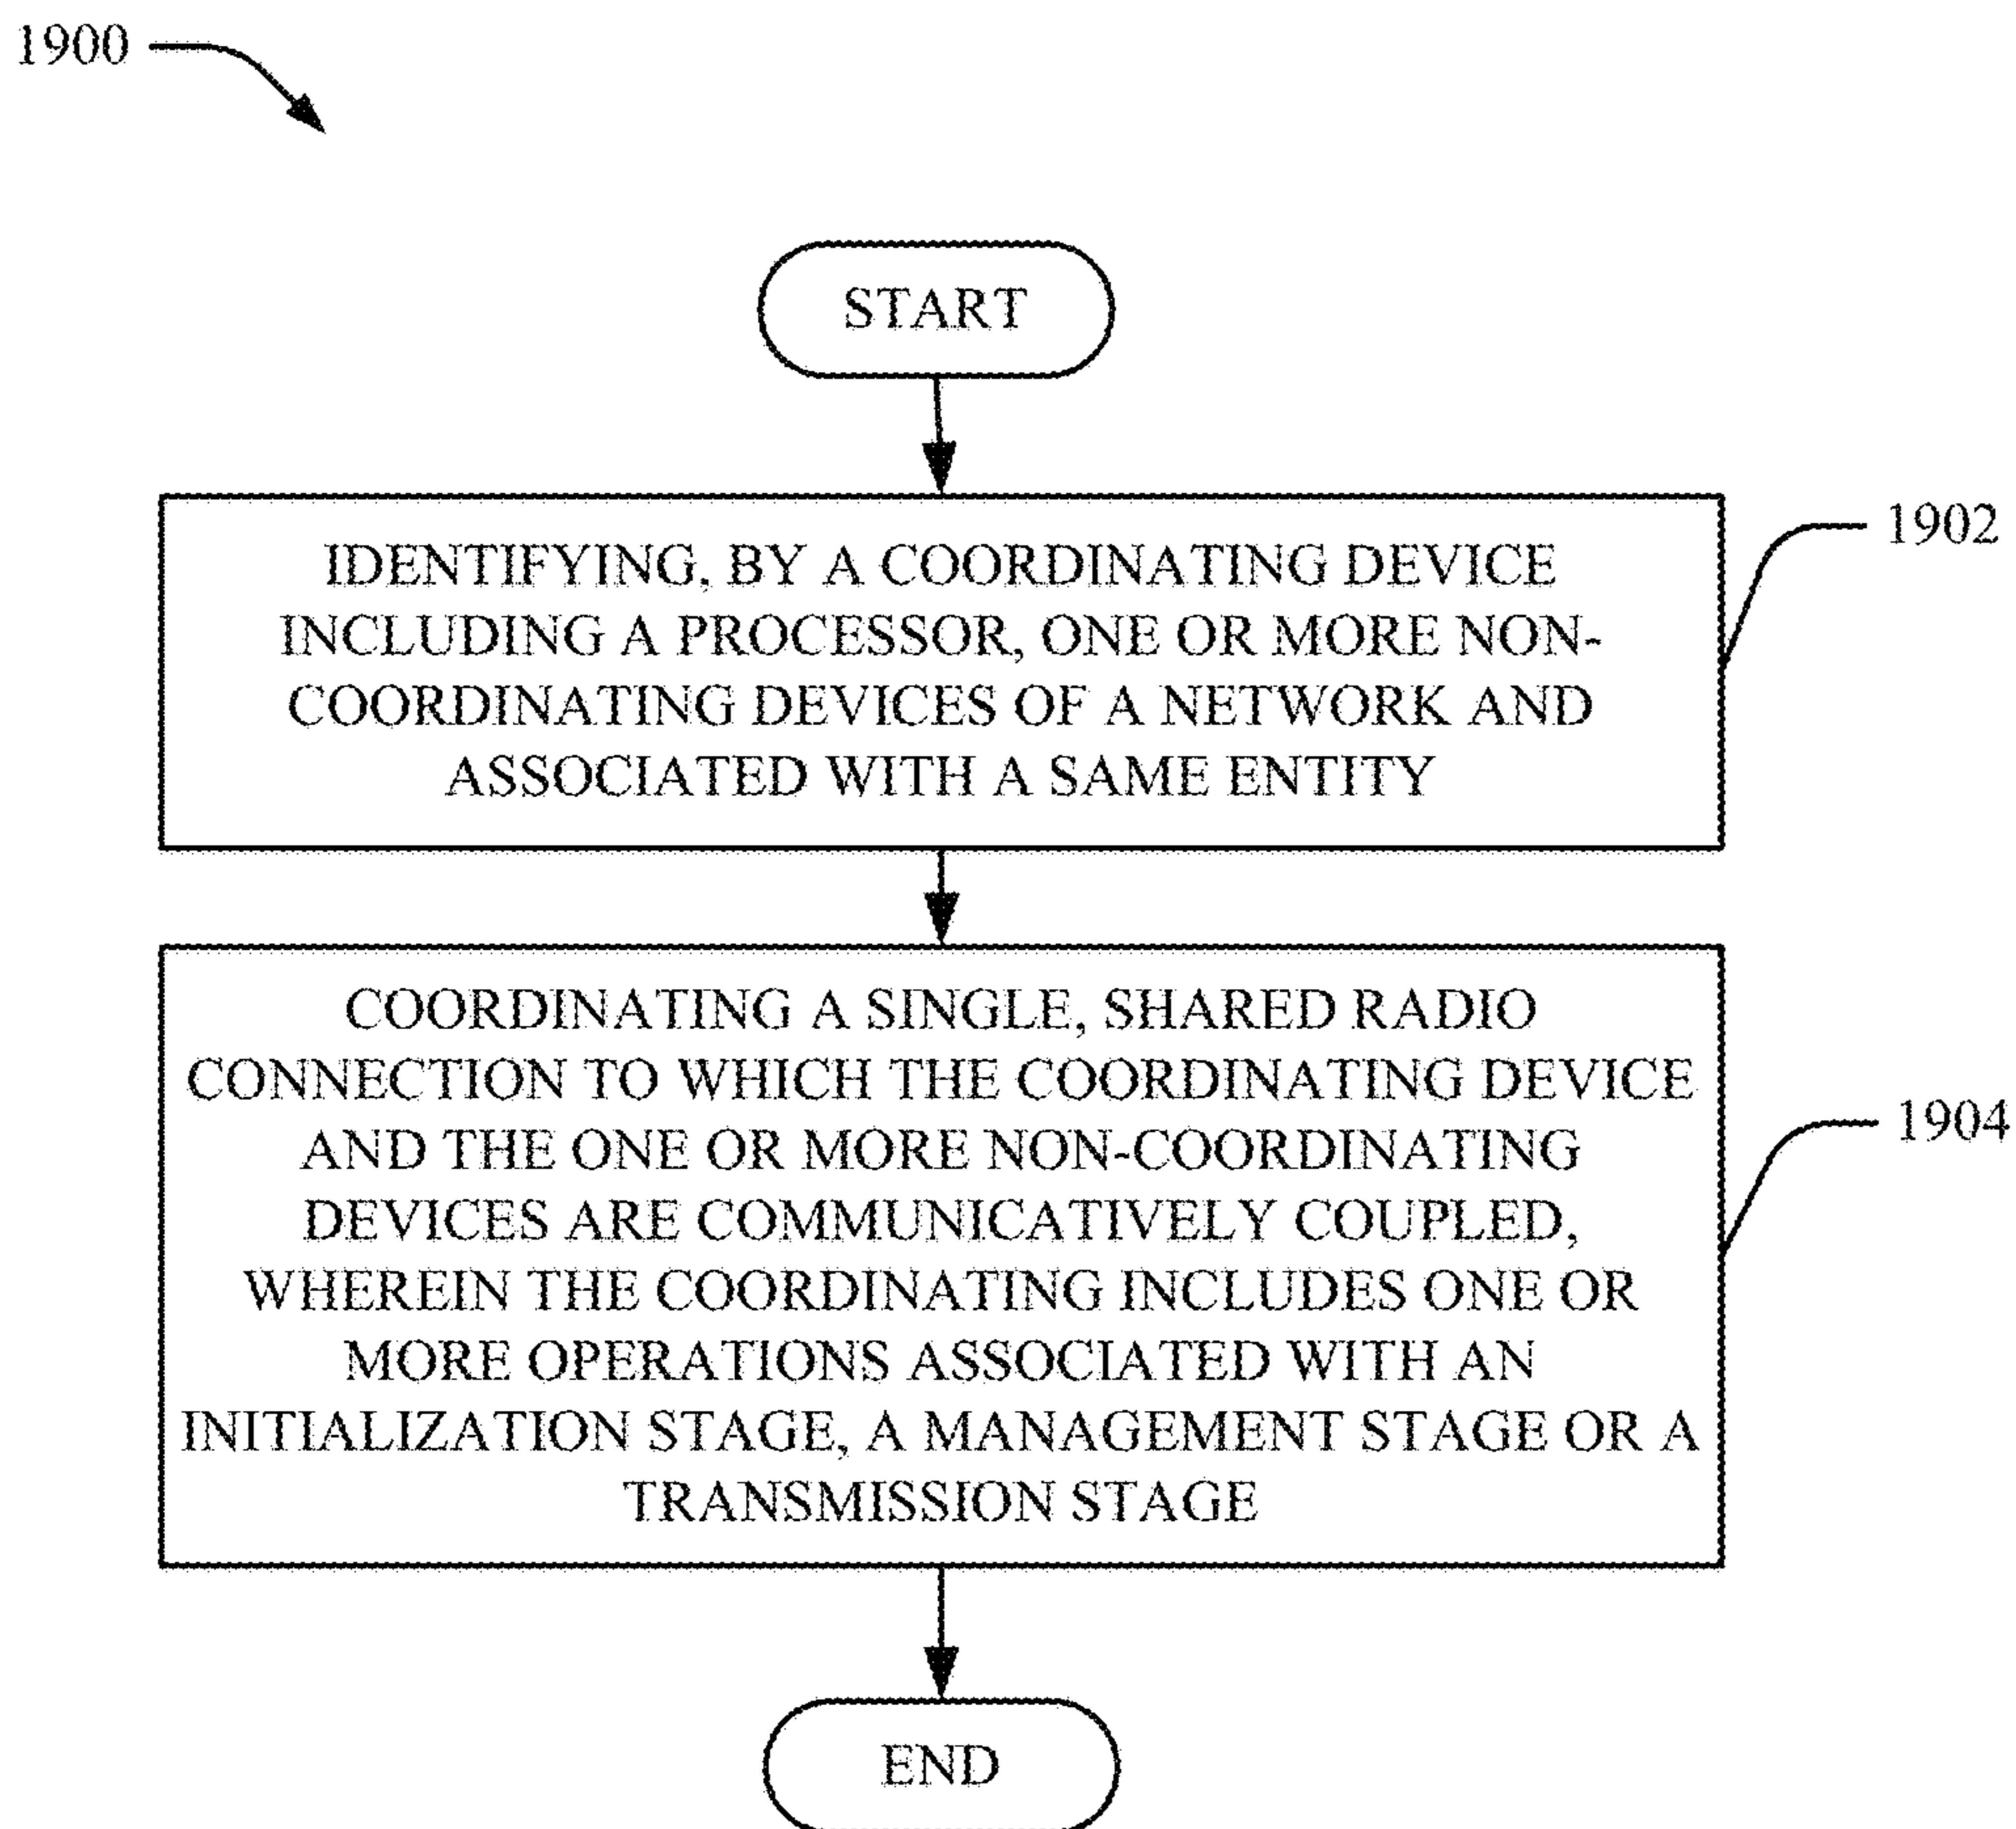 1900
START
IDENTIFYING, BY A COORDINATING DEVICE
INCLUDING A PROCESSOR, ONE OR MORE NON-
COORDINATING DEVICES OF A NETWORK AND
ASSOCIATED WITH A SAME ENTITY
1902
COORDINATING A SINGLE, SHARED RADIO
CONNECTION TO WHICH THE COORDINATING DEVICE
AND THE ONE OR MORE NON-COORDINATING
DEVICES ARE COMMUNICATIVELY COUPLED,
WHEREIN THE COORDINATING INCLUDES ONE OR
MORE OPERATIONS ASSOCIATED WITH AN
INITIALIZATION STAGE, A MANAGEMENT STAGE OR A
TRANSMISSION STAGE
1904
END